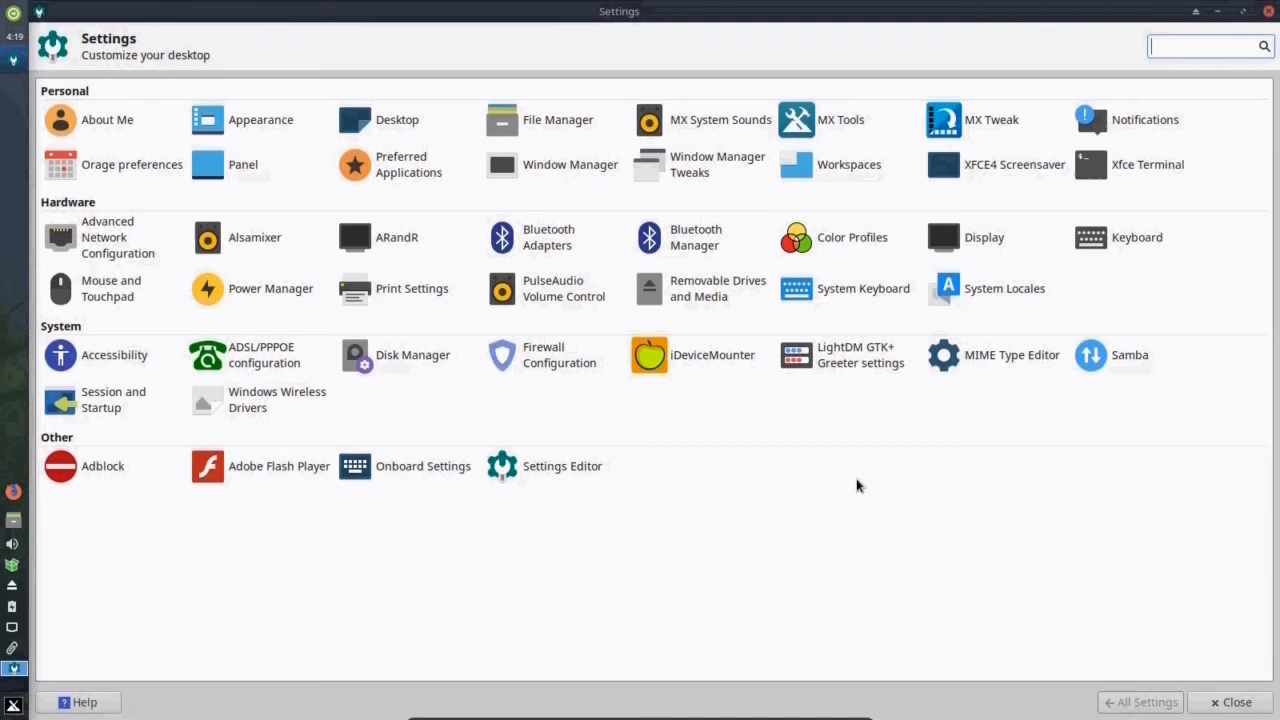 Settings
4:19
Settings
Customize your desktop
Personal
About Me
Appearance
Desktop
File Manager
MX System Sounds
MX Tools
MX Tweak
Notifications
Orage preferences
Panel
Preferred
Applications
Window Manager
Window Manager
Tweaks
Workspaces
XFCE4 Screensaver
Xfce Terminal
Hardware
Advanced
Network
Configuration
Alsamixer
ARandR
Bluetooth
Adapters
Bluetooth
Manager
Color Profiles
Display
Keyboard
Mouse and
Touchpad
Power Manager
Print Settings
PulseAudio
Volume Control
Removable Drives
and Media
System Keyboard
System Locales
System
Accessibility
ADSL/PPPOE
configuration
Disk Manager
Firewall
Configuration
iDeviceMounter
LightDM GTK+
Greeter settings
MIME Type Editor
Samba
Session and
Startup
Windows Wireless
Drivers
Other
Adblock
Adobe Flash Player
Onboard Settings
Settings Editor
Help
All Settings
Close